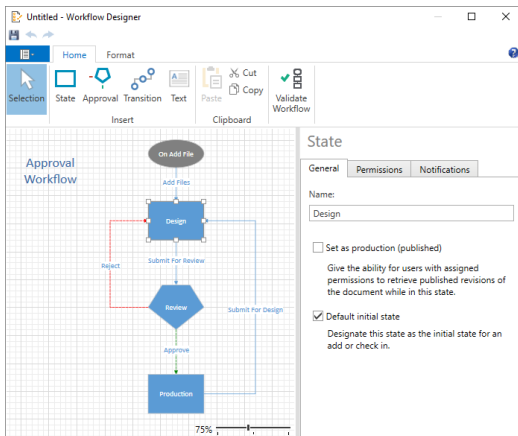 Untitled - Workflow Designer
Home Format
Selection State Approval Transition Text Paste Cut
Copy
Validate
Workflow
Insert Clipboard
Approval
Workflow
On Add File
Add Files
Design
Submit For Review
Reject
Review
Submit For Design
Approve
Production
75%
State
General Permissions Notifications
Name:
Design
Set as production (published)
Give the ability for users with assigned
permissions to retrieve published revisions of
the document while in this state.
Default initial state
Designate this state as the initial state for an
add or check in.